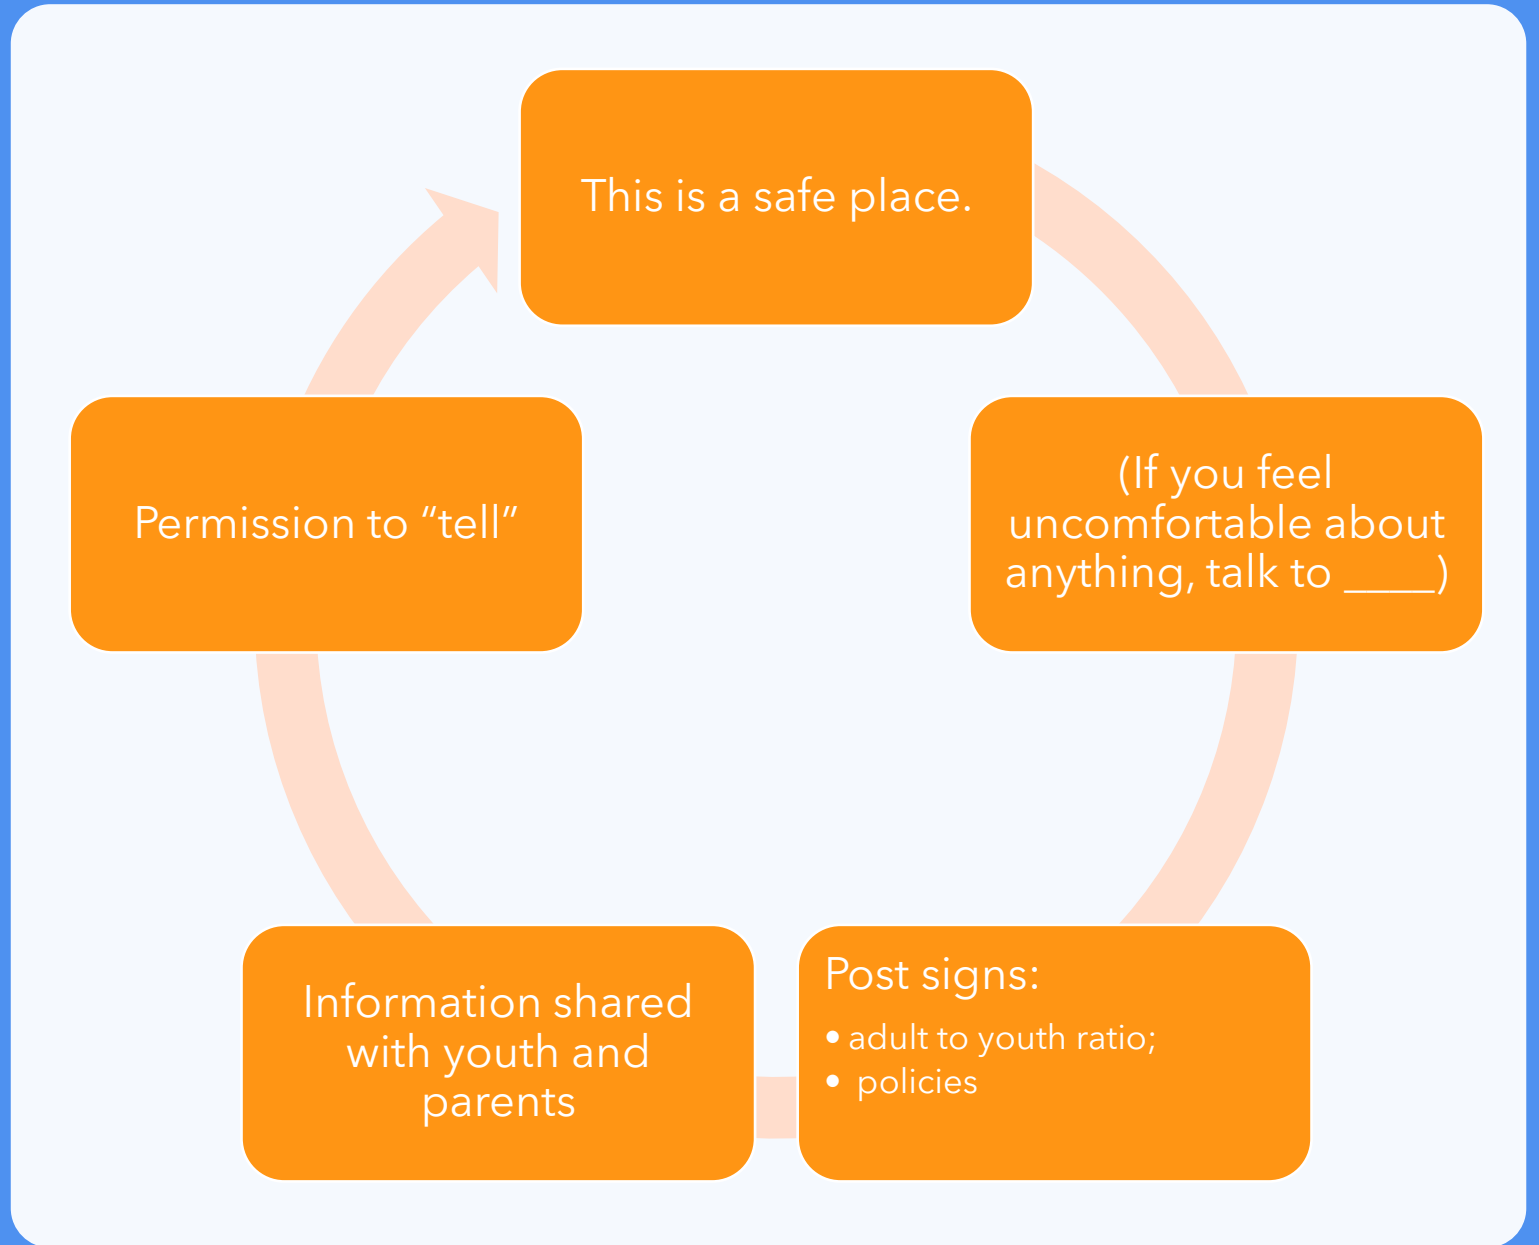 This is a safe place.
(If you feel
uncomfortable about
anything, talk to _____)
Post signs:
• adult to youth ratio;
• policies
Information shared
with youth and
parents
Permission to “tell”